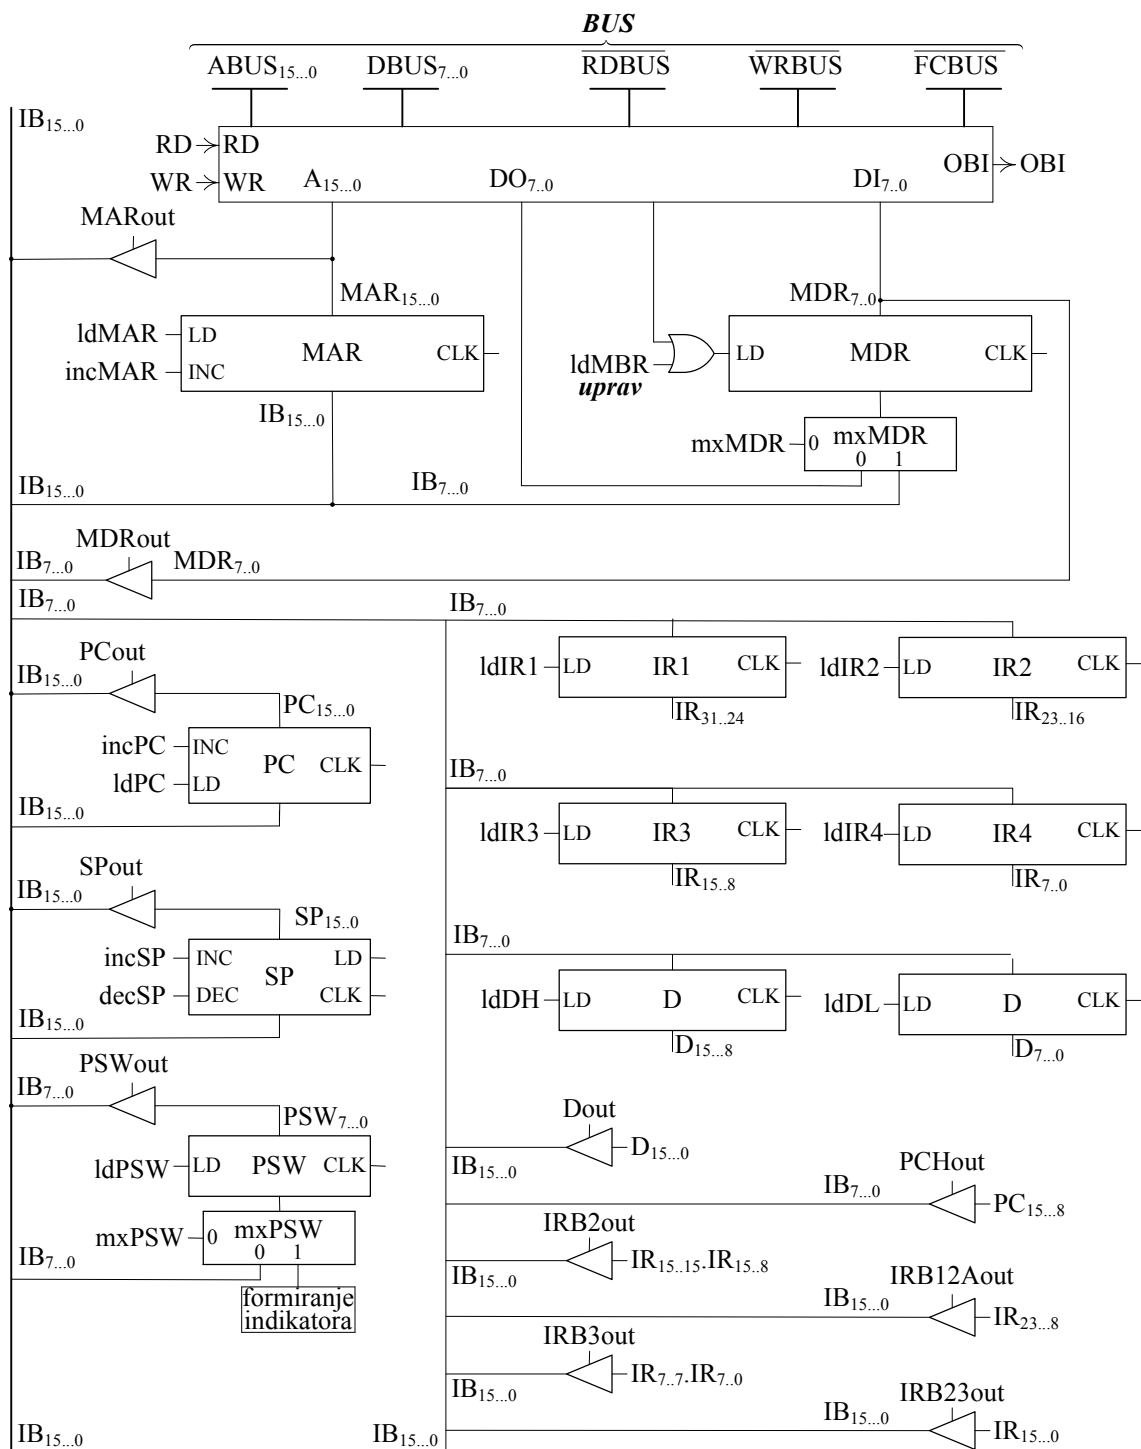 BUS
ABUS15...0 DBUS7...0 RDBUS WRBUS FCBUS
IB15...0
RD RD OBI OBI
WR WR A15...0 DO7..0 DI7..0
MARout
MAR15...0 MDR7..0
ldMAR LD MAR CLK
incMAR INC
ldMBR LD MDR CLK
uprav
IB15...0
mxMDR 0 mxMDR
0 1
IB15...0 IB7...0
MDRout
IB7...0 MDR7..0
IB7...0 IB7...0
PCout
IB15...0
ldIR1 LD IR1 CLK ldIR2 LD IR2 CLK
PC15...0 IR31..24 IR23..16
incPC INC PC CLK
ldPC LD
IB15...0
IB7...0
ldIR3 LD IR3 CLK ldIR4 LD IR4 CLK
IR15..8 IR7..0
SPout
IB15...0 SP15...0
incSP INC SP LD
decSP DEC CLK
IB15...0
IB7...0
ldDH LD D CLK ldDL LD D CLK
D15...8 D7...0
PSWout
IB7...0 PSW7...0
ldPSW LD PSW CLK
mxPSW 0 mxPSW
0 1
IB7...0
formiranje
indikatora
Dout
IB15...0 D15...0
PCHout
IB7...0 PC15...8
IRB2out
IB15...0 IR15..15.IR15..8
IRB12Aout
IB15...0 IR23...8
IRB3out
IB15...0 IR7..7.IR7..0
IRB23out
IB15...0 IR15...0
IB15...0 IB15...0